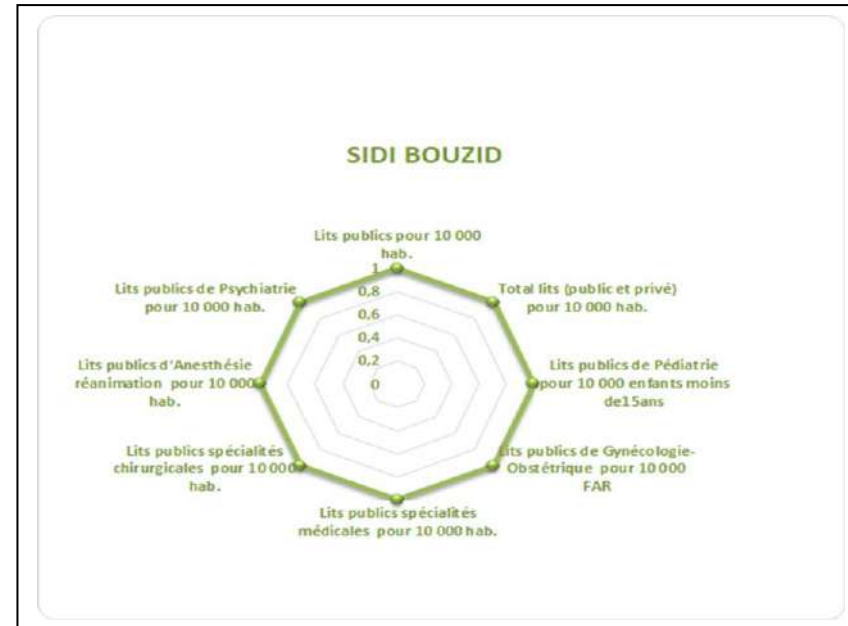 SIDI BOUZID
Lits publics pour 10 000
hab.
Total lits (public et privé)
pour 10 000 hab.
Lits publics de Pédiatrie
pour 10 000 enfants moins
de15ans
Lits publics de Gynécologie-
Obstétrique pour 10 000
FAR
Lits publics spécialités
médicales pour 10 000 hab.
Lits publics spécialités
chirurgicales pour 10 000
hab.
Lits publics d'Anesthésie
réanimation pour 10 000
hab.
Lits publics de Psychiatrie
pour 10 000 hab.
1
0,8
0,6
0,4
0,2
0